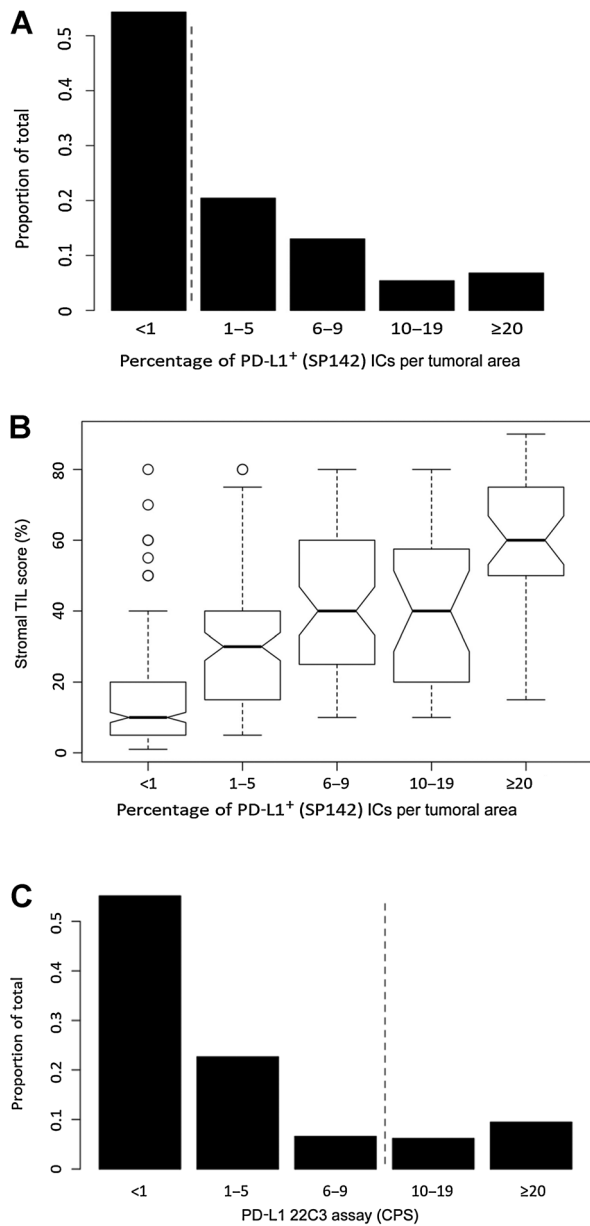 A
Proportion of total
0.5
0.4
0.3
0.2
0.1
0
<1 1–5 6–9 10–19 ≥20
Percentage of PD-L1+ (SP142) ICs per tumoral area
B
Stromal TIL score (%)
80
60
40
20
0
<1 1–5 6–9 10–19 ≥20
Percentage of PD-L1+ (SP142) ICs per tumoral area
C
Proportion of total
0.5
0.4
0.3
0.2
0.1
0
<1 1–5 6–9 10–19 ≥20
PD-L1 22C3 assay (CPS)